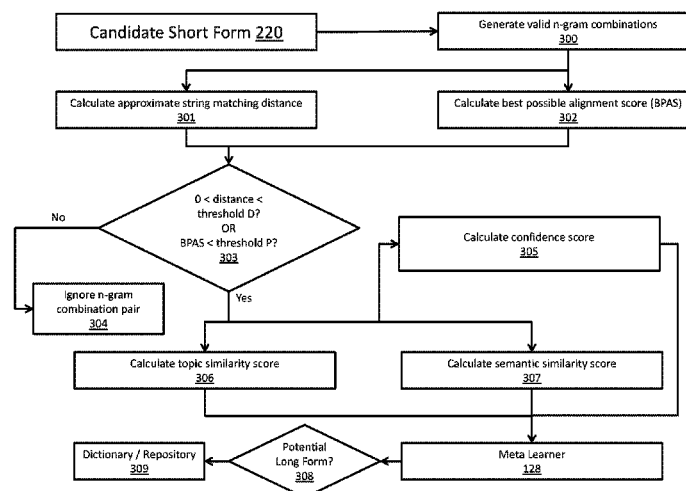 Candidate Short Form 220
Generate valid n-gram combinations
300
Calculate approximate string matching distance
301
Calculate best possible alignment score (BPAS)
302
0 < distance <
threshold D?
OR
BPAS < threshold P?
303
No
Yes
Calculate confidence score
305
Ignore n-gram
combination pair
304
Calculate topic similarity score
306
Calculate semantic similarity score
307
Dictionary / Repository
309
Potential
Long Form?
308
Meta Learner
128